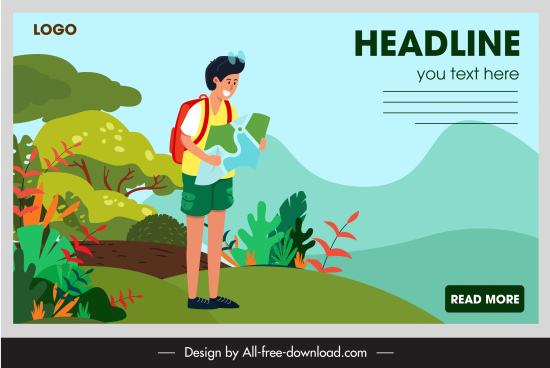 LOGO
HEADLINE
you text here
READ MORE
Design by All-free-download.com